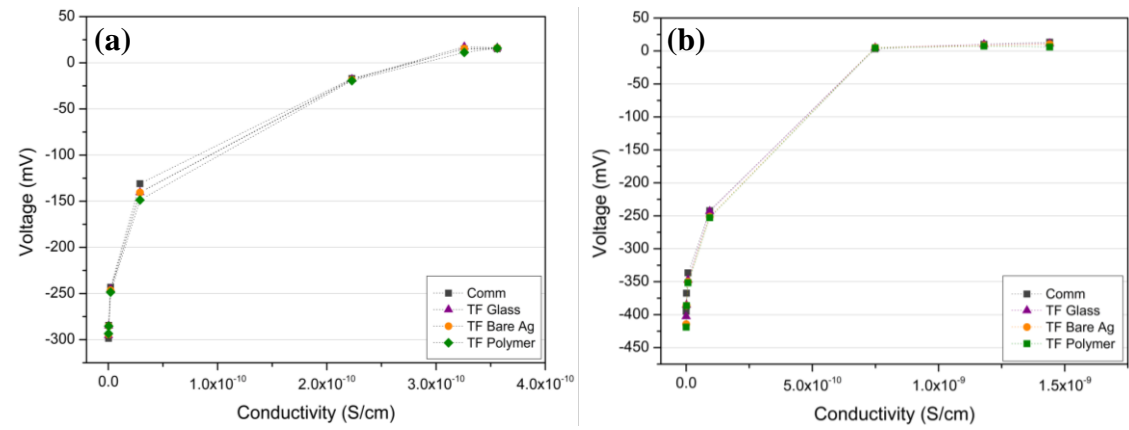 (a)
50
0
-50
-100
-150
-200
-250
-300
Voltage (mV)
0.0
1.0x10⁻¹⁰
2.0x10⁻¹⁰
3.0x10⁻¹⁰
4.0x10⁻¹⁰
Conductivity (S/cm)
Comm
TF Glass
TF Bare Ag
TF Polymer
(b)
50
0
-50
-100
-150
-200
-250
-300
-350
-400
-450
Voltage (mV)
0.0
5.0x10⁻¹⁰
1.0x10⁻⁹
1.5x10⁻⁹
Conductivity (S/cm)
Comm
TF Glass
TF Bare Ag
TF Polymer